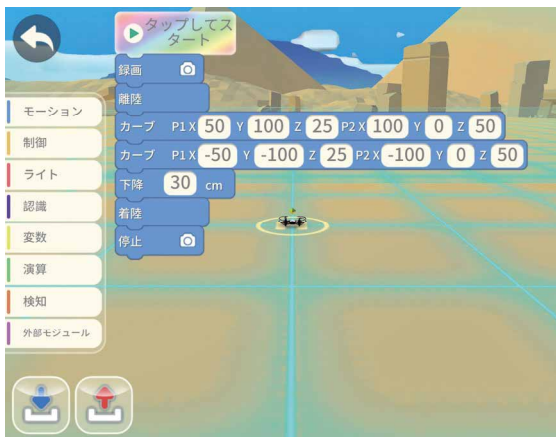 タップしてス
タート
録画
離陸
カーブ P1 X 50 Y 100 Z 25 P2 X 100 Y 0 Z 50
カーブ P1 X -50 Y -100 Z 25 P2 X -100 Y 0 Z 50
下降 30 cm
着陸
停止
モーション
制御
ライト
認識
変数
演算
検知
外部モジュール